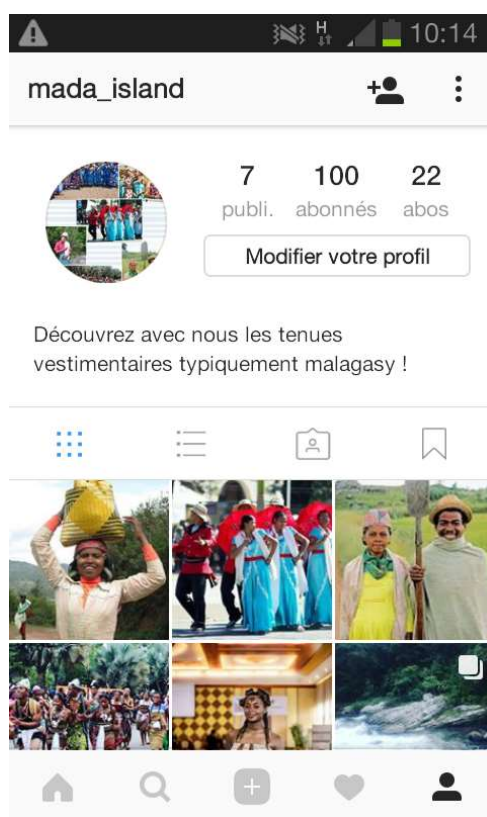 H
10:14
mada_island
7
100
22
publi.
abonnés
abos
Modifier votre profil
Découvrez avec nous les tenues
vestimentaires typiquement malagasy !